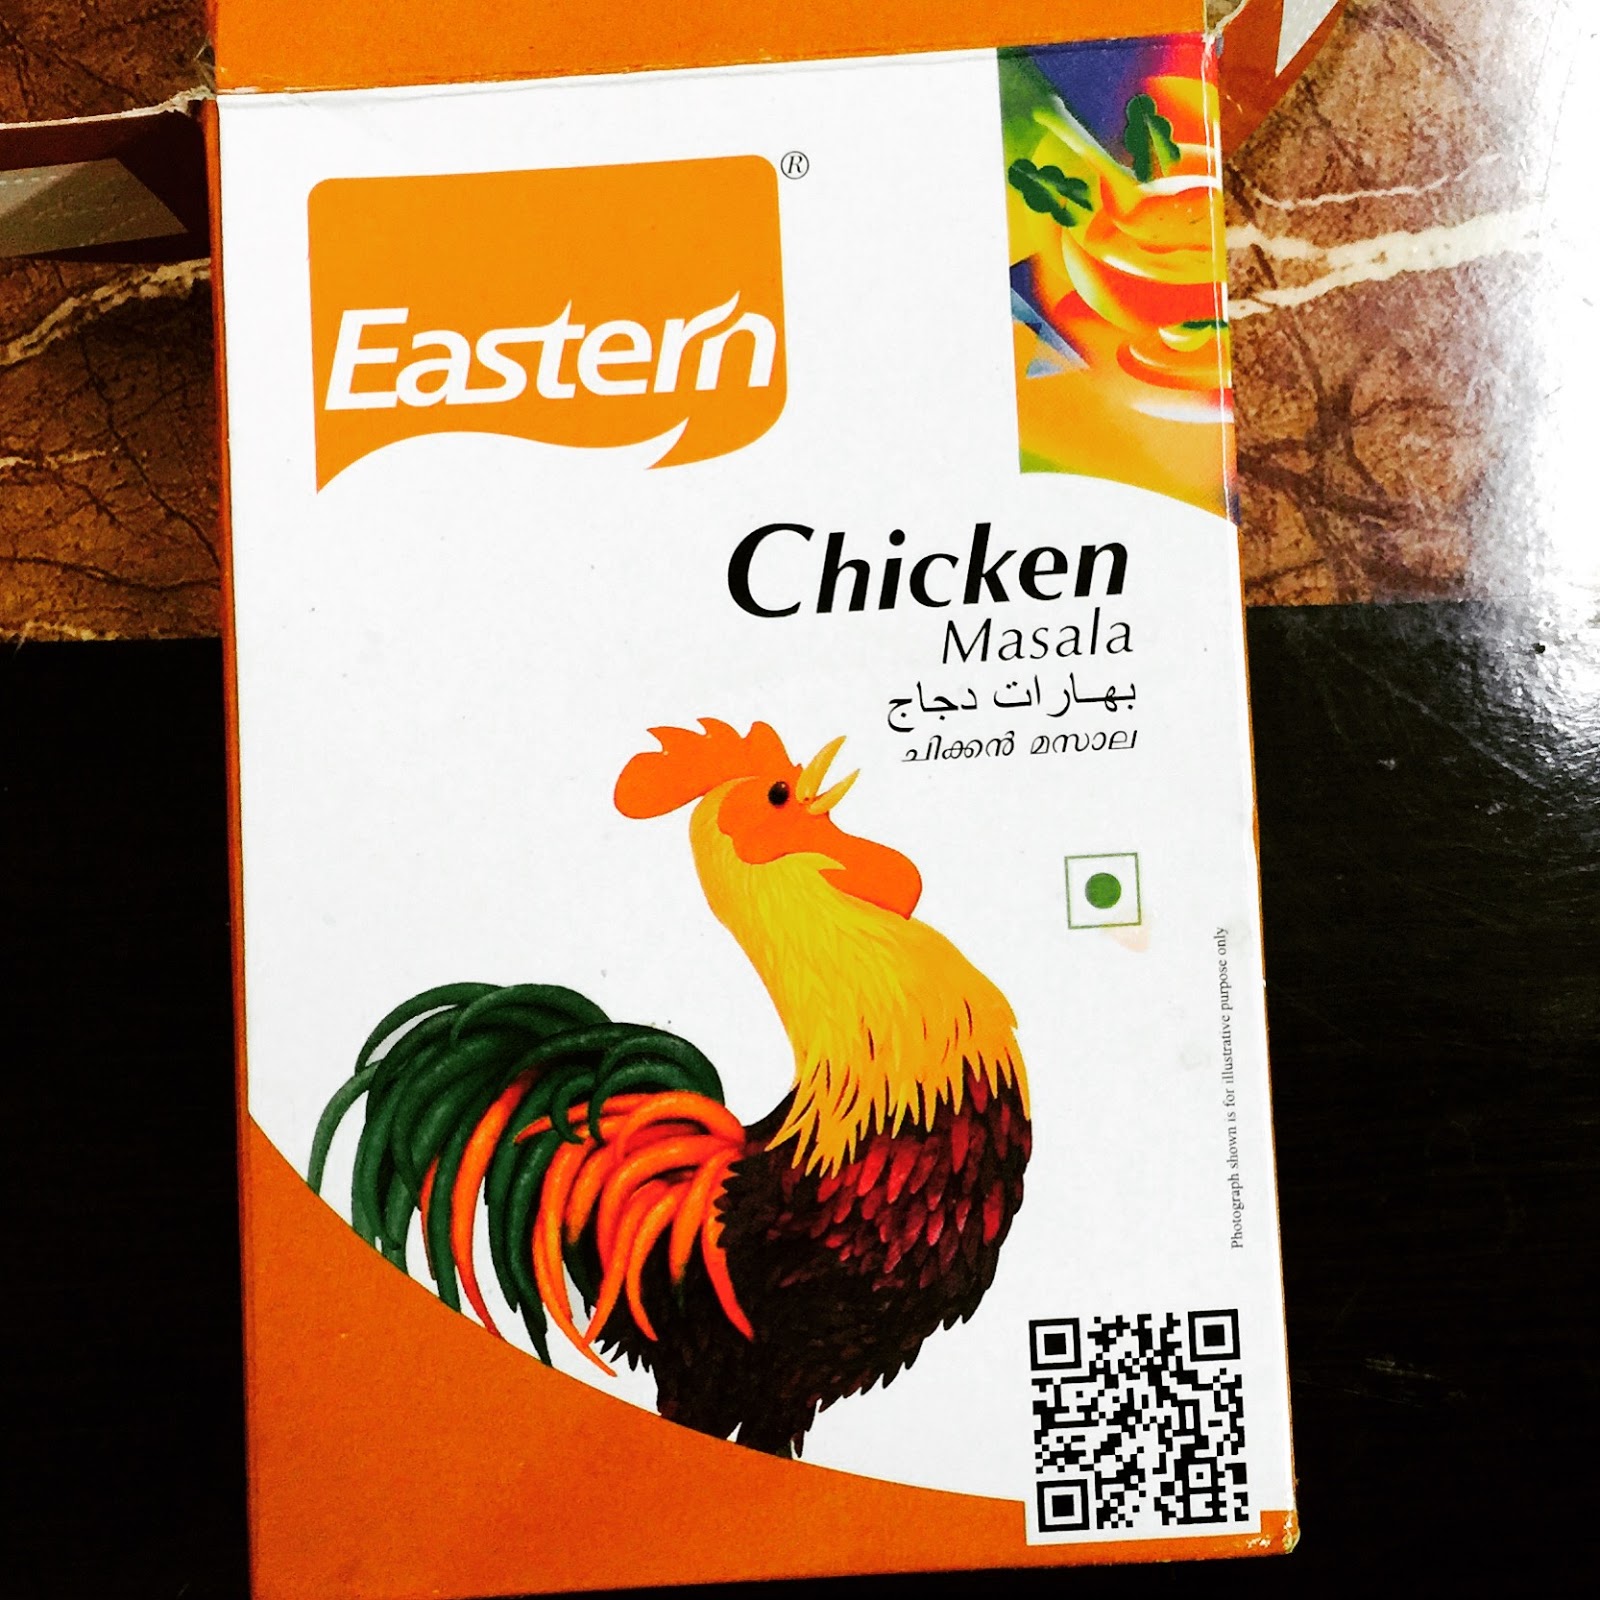 Eastern®
Chicken
Masala
بهارات دجاج
ചിക്കൻ മസാല
Photograph shown is for illustrative purpose only